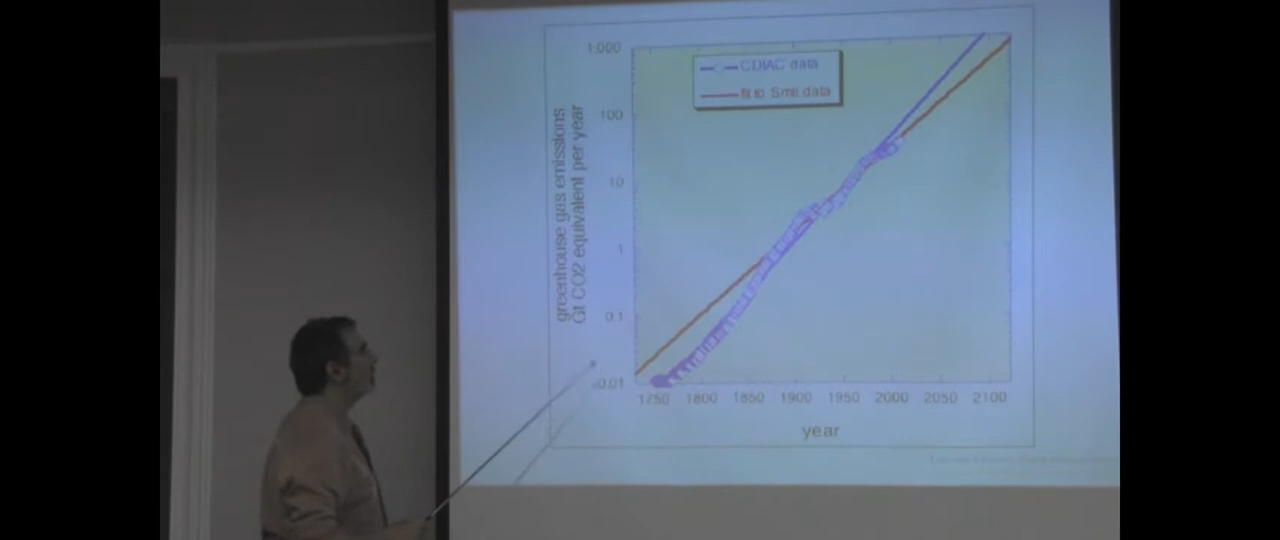 1,000
CDIAC data
fit to Smil data
100
10
1
0.1
0.01
greenhouse gas emissions
Gt CO2 equivalent per year
1750 1800 1850 1900 1950 2000 2050 2100
year